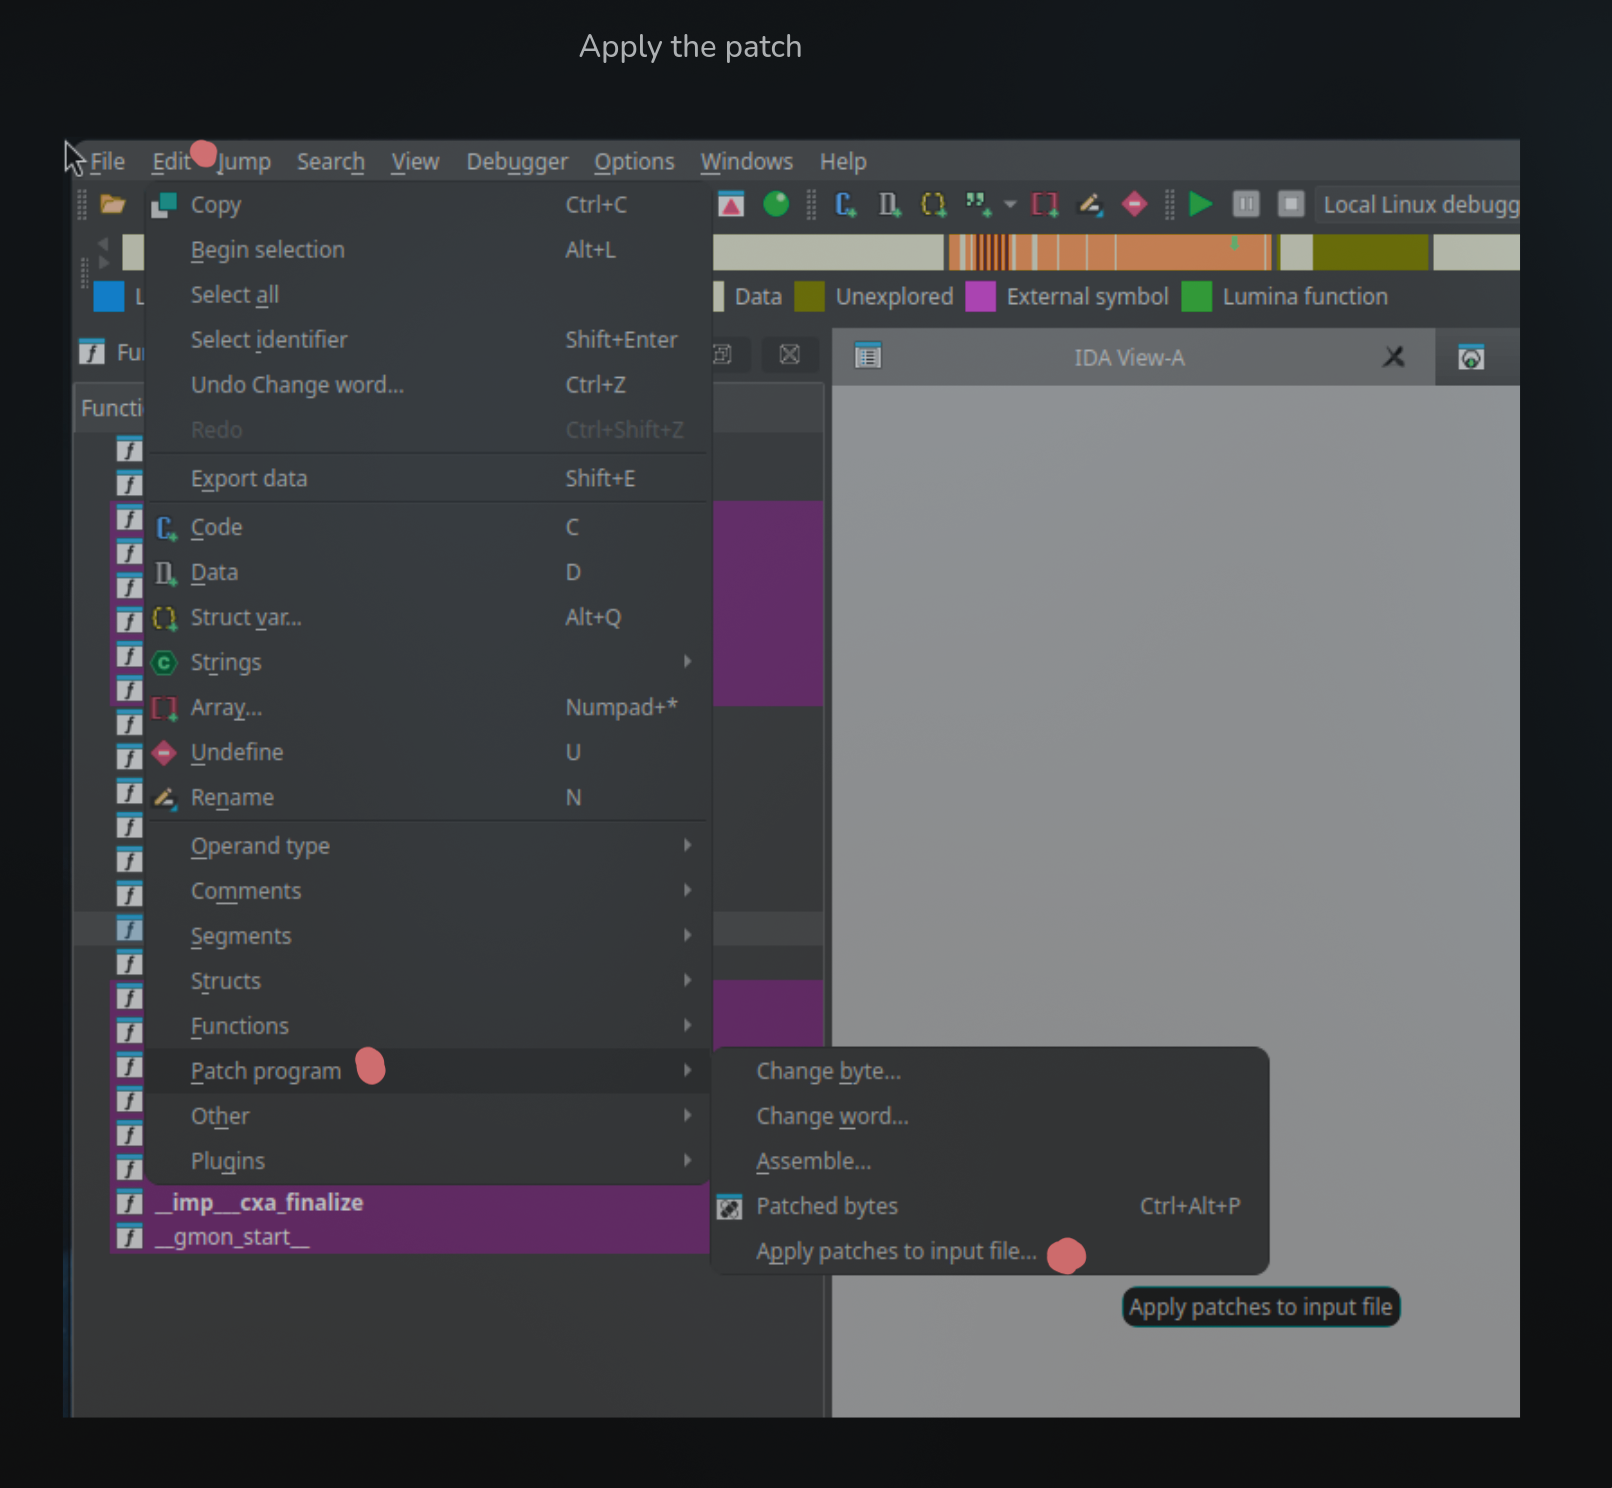 Apply the patch
File Edit Jump Search View Debugger Options Windows Help
Copy Ctrl+C
Local Linux debugg
Begin selection Alt+L
Select all
L
Data Unexplored External symbol Lumina function
Select identifier Shift+Enter
Fu
IDA View-A
Undo Change word... Ctrl+Z
Functi
Redo Ctrl+Shift+Z
Export data Shift+E
Code C
Data D
Struct var... Alt+Q
Strings
Array... Numpad+*
Undefine U
Rename N
Operand type
Comments
Segments
Structs
Functions
Patch program
Other
Plugins
Change byte...
Change word...
Assemble...
Patched bytes Ctrl+Alt+P
Apply patches to input file...
__imp___cxa_finalize
__gmon_start__
Apply patches to input file